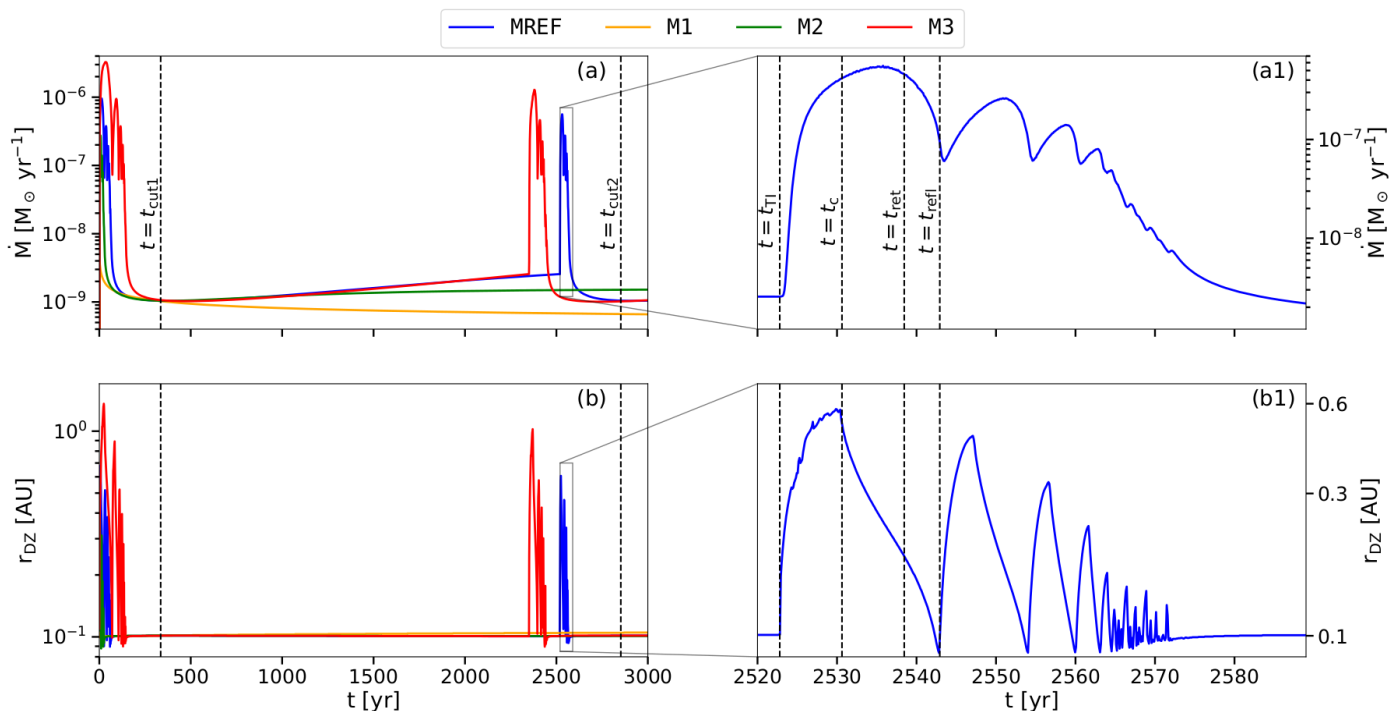 MREF M1 M2 M3
(a) (a1)
10⁻⁶
10⁻⁷
10⁻⁸
10⁻⁹
Ṁ [M⊙ yr⁻¹]
t = t_cut1
t = t_cut2
t = t_TI
t = t_c
t = t_ret
t = t_refl
10⁻⁷
10⁻⁸
Ṁ [M⊙ yr⁻¹]
(b) (b1)
10⁰
10⁻¹
r_DZ [AU]
0.6
0.3
0.1
r_DZ [AU]
0 500 1000 1500 2000 2500 3000
t [yr]
2520 2530 2540 2550 2560 2570 2580
t [yr]